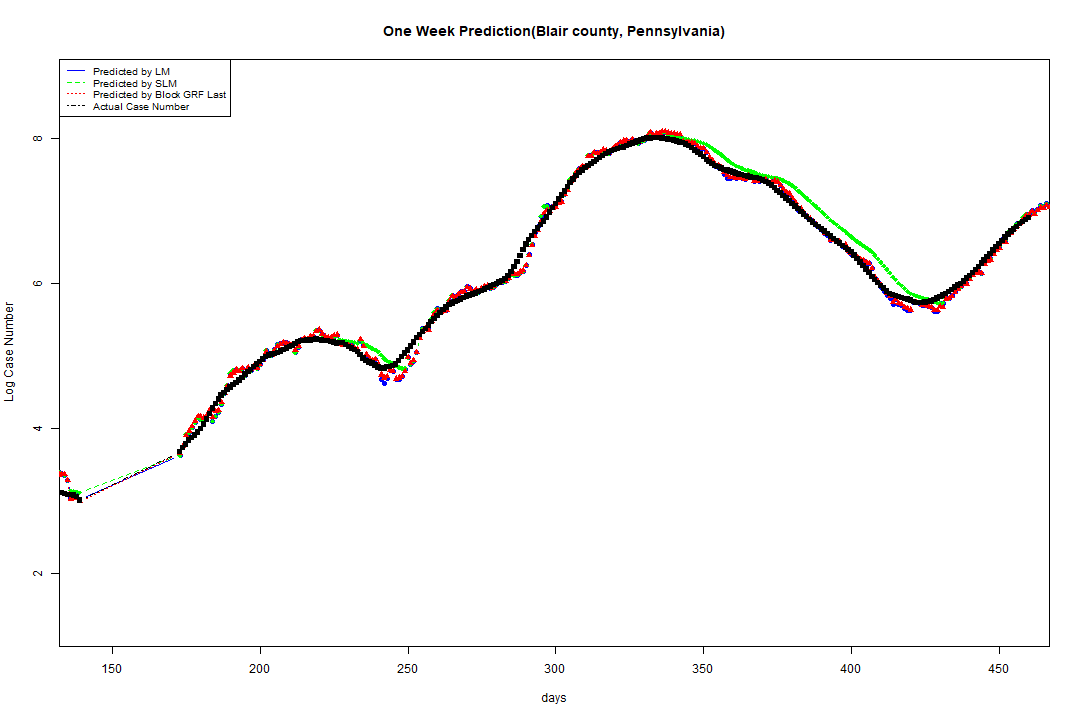 One Week Prediction(Blair county, Pennsylvania)
Predicted by LM
Predicted by SLM
Predicted by Block GRF Last
Actual Case Number
8
6
4
2
Log Case Number
150 200 250 300 350 400 450
days